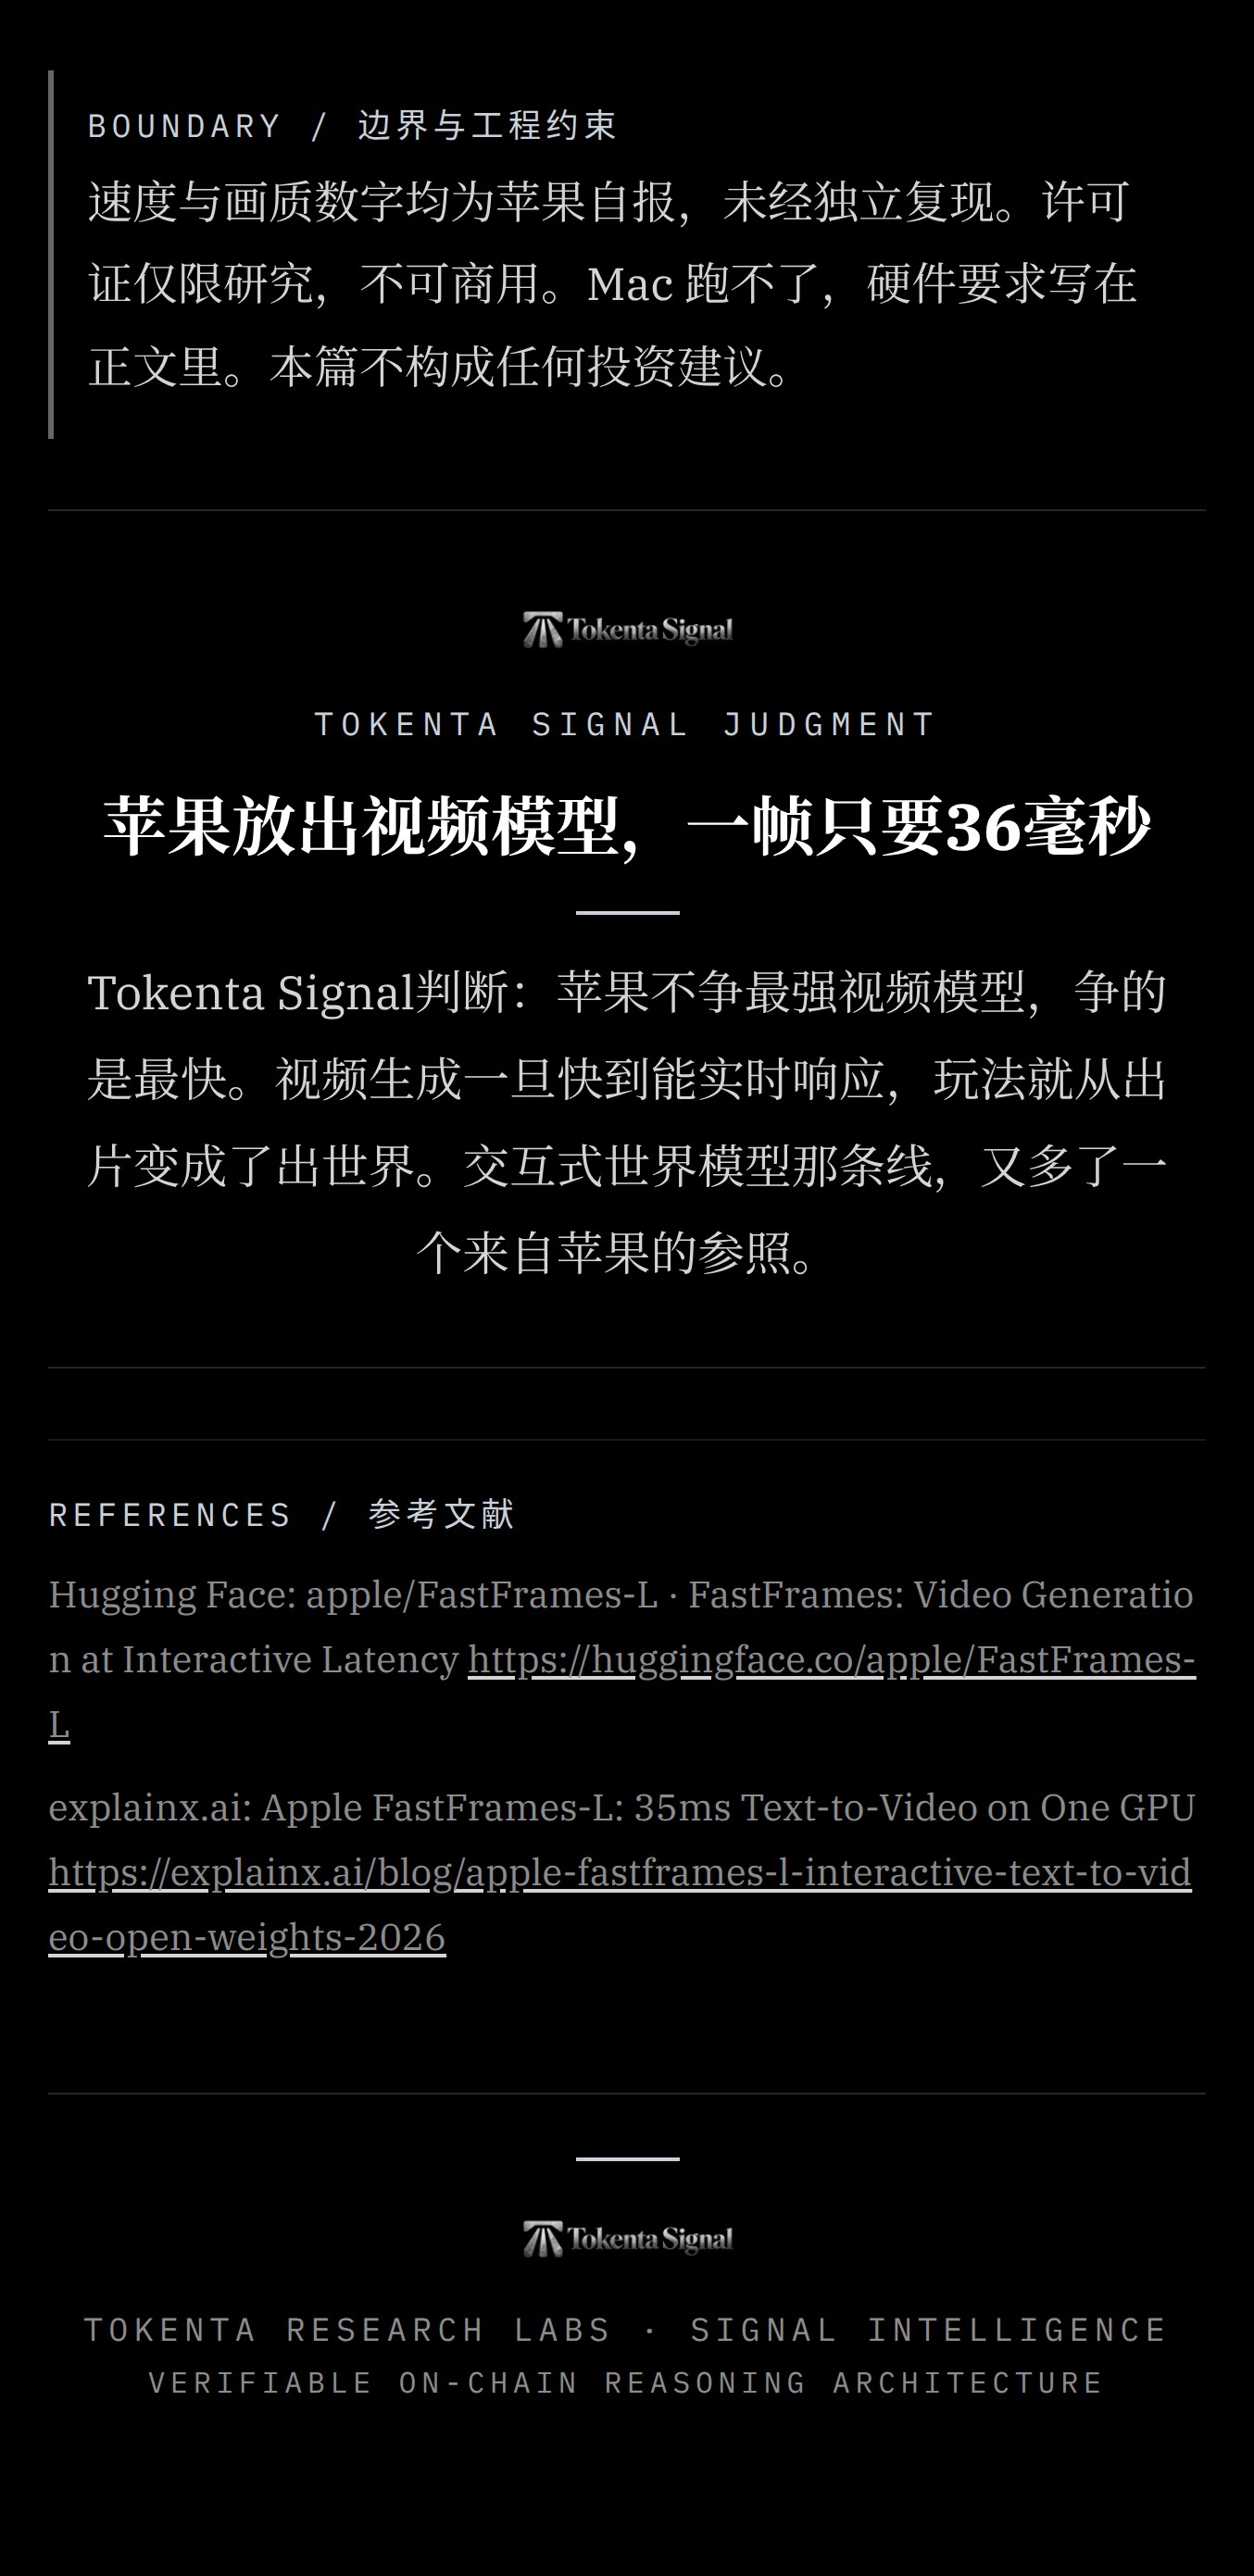 BOUNDARY / 边界与工程约束
速度与画质数字均为苹果自报，未经独立复现。许可
证仅限研究，不可商用。Mac 跑不了，硬件要求写在
正文里。本篇不构成任何投资建议。
Tokenta Signal
TOKENTA SIGNAL JUDGMENT
苹果放出视频模型，一帧只要36毫秒
Tokenta Signal判断：苹果不争最强视频模型，争的
是最快。视频生成一旦快到能实时响应，玩法就从出
片变成了出世界。交互式世界模型那条线，又多了一
个来自苹果的参照。
REFERENCES / 参考文献
Hugging Face: apple/FastFrames-L · FastFrames: Video Generatio
n at Interactive Latency https://huggingface.co/apple/FastFrames-
L
explainx.ai: Apple FastFrames-L: 35ms Text-to-Video on One GPU
https://explainx.ai/blog/apple-fastframes-l-interactive-text-to-vid
eo-open-weights-2026
Tokenta Signal
TOKENTA RESEARCH LABS · SIGNAL INTELLIGENCE
VERIFIABLE ON-CHAIN REASONING ARCHITECTURE